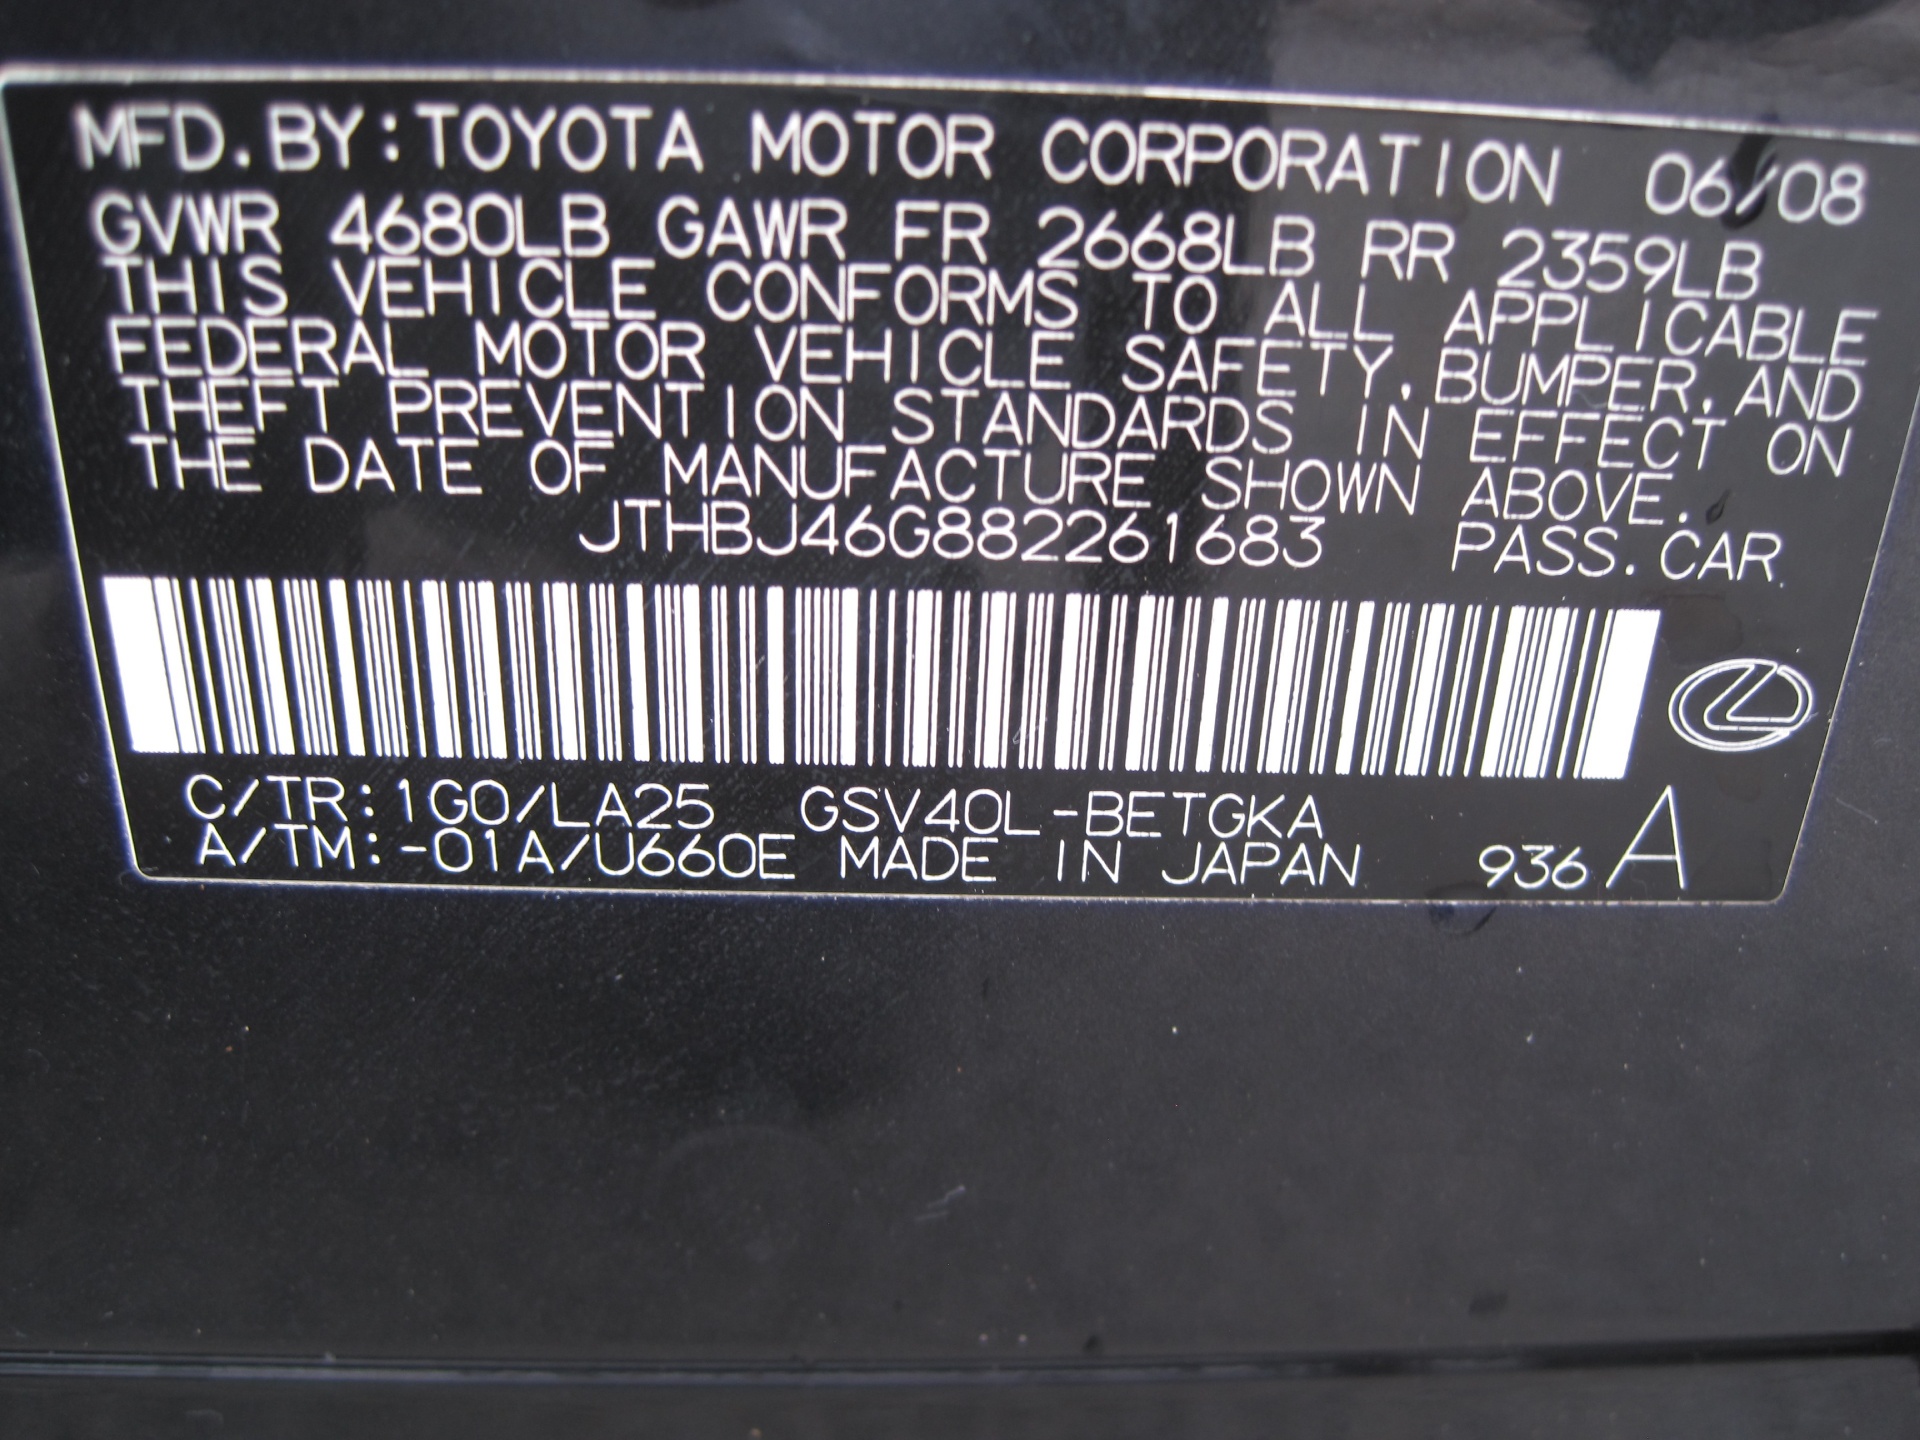 MFD.BY:TOYOTA MOTOR CORPORATION 06/08
GVWR 4680LB GAWR FR 2668LB RR 2359LB
THIS VEHICLE CONFORMS TO ALL APPLICABLE
FEDERAL MOTOR VEHICLE SAFETY,BUMPER,AND
THEFT PREVENTION STANDARDS IN EFFECT ON
THE DATE OF MANUFACTURE SHOWN ABOVE.
JTHBJ46G882261683 PASS.CAR
C/TR:1G0/LA25 GSV40L-BETGKA
A/TM:-01A/U660E MADE IN JAPAN 936 A